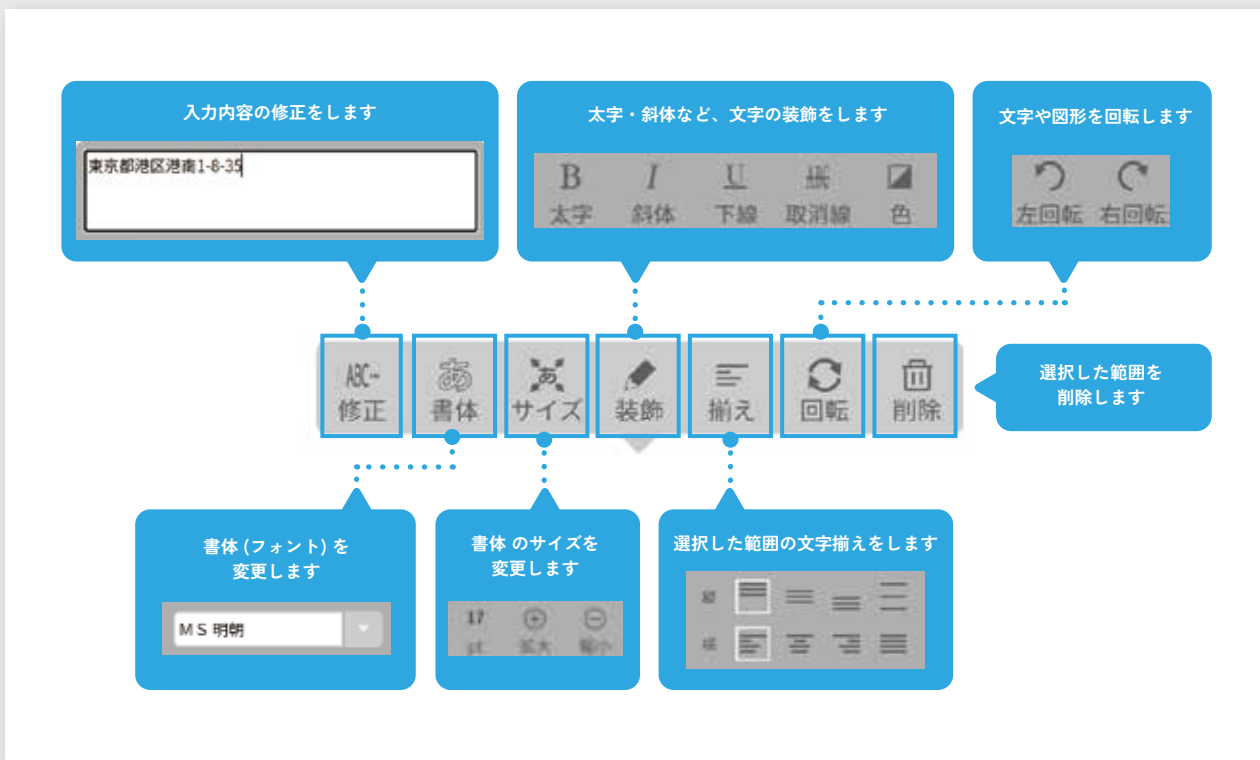 入力内容の修正をします
東京都港区港南1-8-35
太字・斜体など、文字の装飾をします
B I U
太字 斜体 下線 取消線 色
文字や図形を回転します
左回転 右回転
ABC→
修正
あ
書体
あ
サイズ
装飾
揃え
回転
削除
選択した範囲を
削除します
書体 (フォント) を
変更します
MS 明朝
書体 のサイズを
変更します
17
pt 拡大 縮小
選択した範囲の文字揃えをします
縦
横